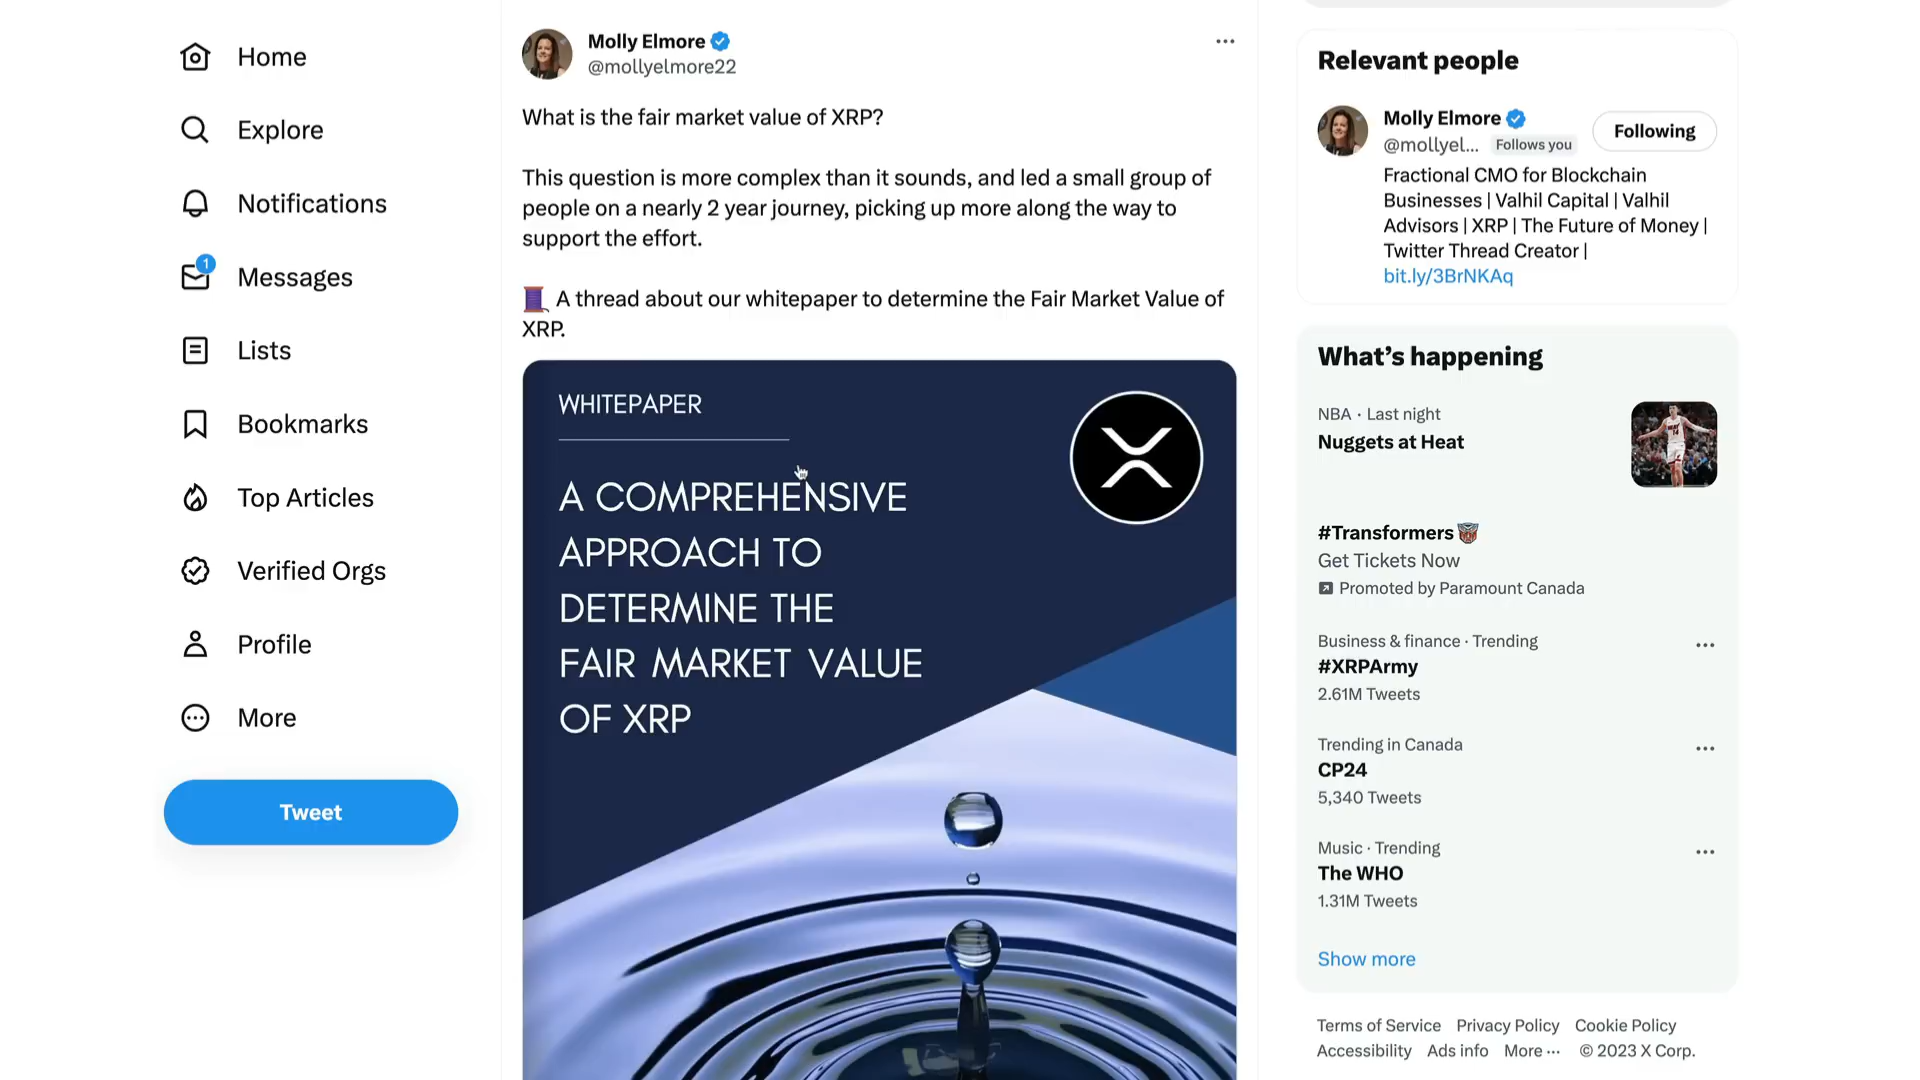 Home
Explore
Notifications
1
Messages
Lists
Bookmarks
Top Articles
Verified Orgs
Profile
More
Tweet
Molly Elmore
@mollyelmore22
What is the fair market value of XRP?
This question is more complex than it sounds, and led a small group of
people on a nearly 2 year journey, picking up more along the way to
support the effort.
A thread about our whitepaper to determine the Fair Market Value of
XRP.
WHITEPAPER
A COMPREHENSIVE
APPROACH TO
DETERMINE THE
FAIR MARKET VALUE
OF XRP
Relevant people
Molly Elmore
@mollyel... Follows you
Following
Fractional CMO for Blockchain
Businesses | Valhil Capital | Valhil
Advisors | XRP | The Future of Money |
Twitter Thread Creator |
bit.ly/3BrNKAq
What's happening
NBA · Last night
Nuggets at Heat
#Transformers
Get Tickets Now
Promoted by Paramount Canada
Business & finance · Trending
#XRPArmy
2.61M Tweets
Trending in Canada
CP24
5,340 Tweets
Music · Trending
The WHO
1.31M Tweets
Show more
Terms of Service Privacy Policy Cookie Policy
Accessibility Ads info More ··· © 2023 X Corp.